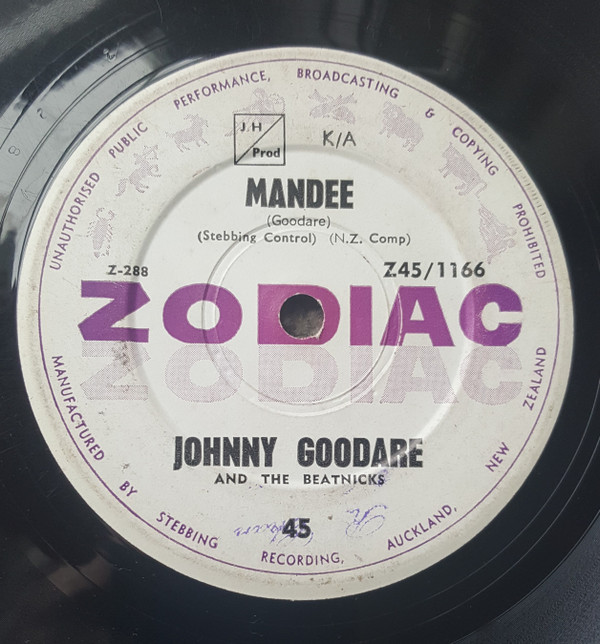 UNAUTHORISED PUBLIC PERFORMANCE, BROADCASTING & COPYING PROHIBITED
J.H
Prod
K/A
MANDEE
(Goodare)
(Stebbing Control) (N.Z. Comp)
Z-288
Z.45/1166
ZODIAC
ZODIAC
JOHNNY GOODARE
AND THE BEATNICKS
45
MANUFACTURED BY STEBBING RECORDING, AUCKLAND, NEW ZEALAND